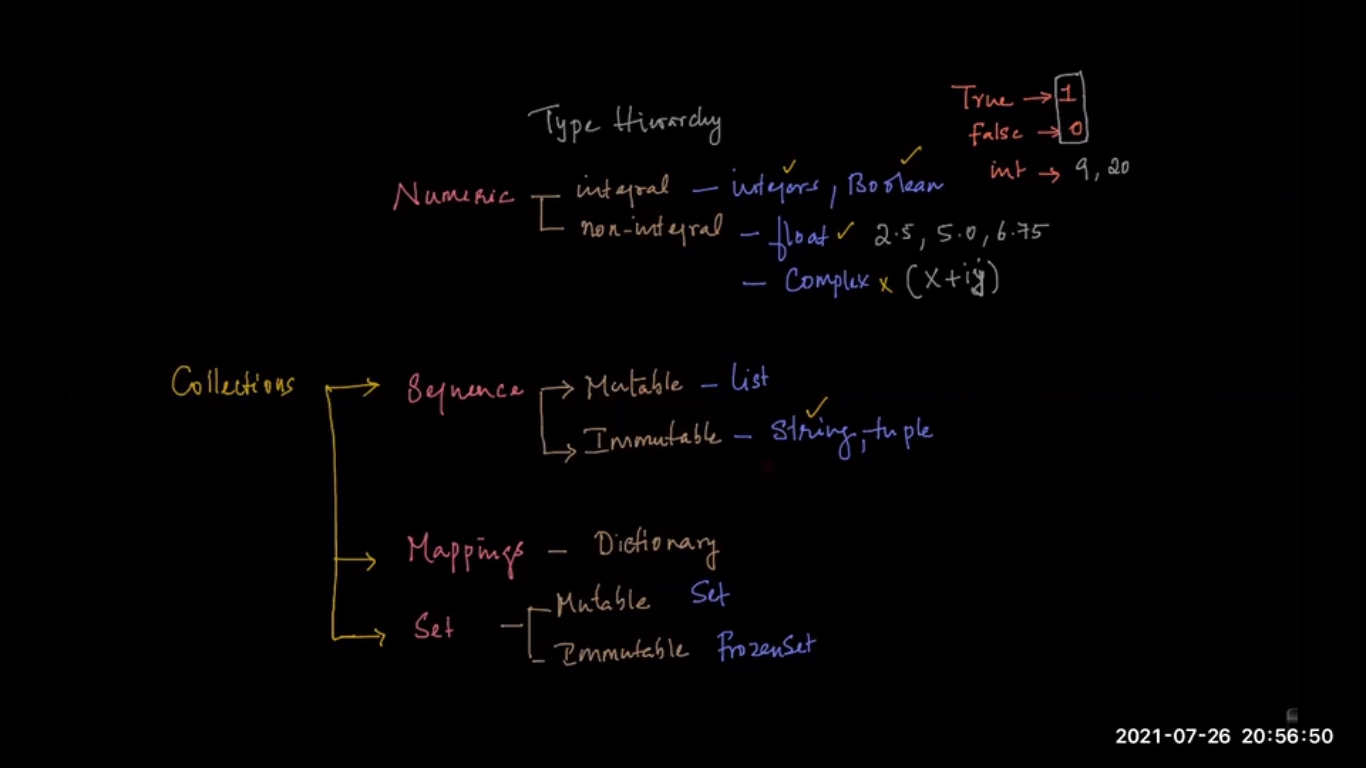 Type Hierarchy
True → 1
false → 0
int → 9, 20
Numeric — integral — integers, Boolean
non-integral — float ✓ 2.5, 5.0, 6.75
— Complex x (x+iy)
Collections → Sequence → Mutable — List
→ Immutable — String, tuple
→ Mappings — Dictionary
→ Set — Mutable Set
Immutable FrozenSet
2021-07-26 20:56:50